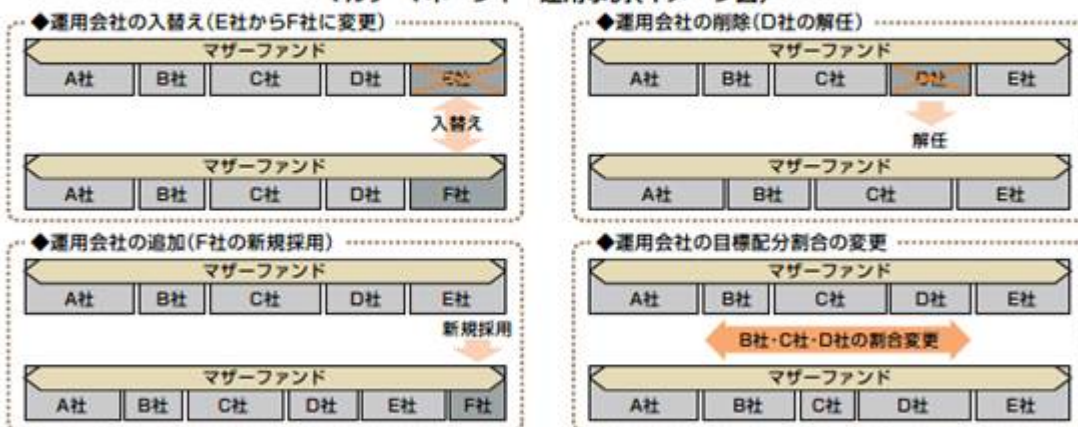 ◆運用会社の入替え(E社からF社に変更)
マザーファンド
A社 B社 C社 D社 E社
入替え
マザーファンド
A社 B社 C社 D社 F社
◆運用会社の削除(D社の解任)
マザーファンド
A社 B社 C社 D社 E社
解任
マザーファンド
A社 B社 C社 E社
◆運用会社の追加(F社の新規採用)
マザーファンド
A社 B社 C社 D社 E社
新規採用
マザーファンド
A社 B社 C社 D社 E社 F社
◆運用会社の目標配分割合の変更
マザーファンド
A社 B社 C社 D社 E社
B社・C社・D社の割合変更
マザーファンド
A社 B社 C社 D社 E社